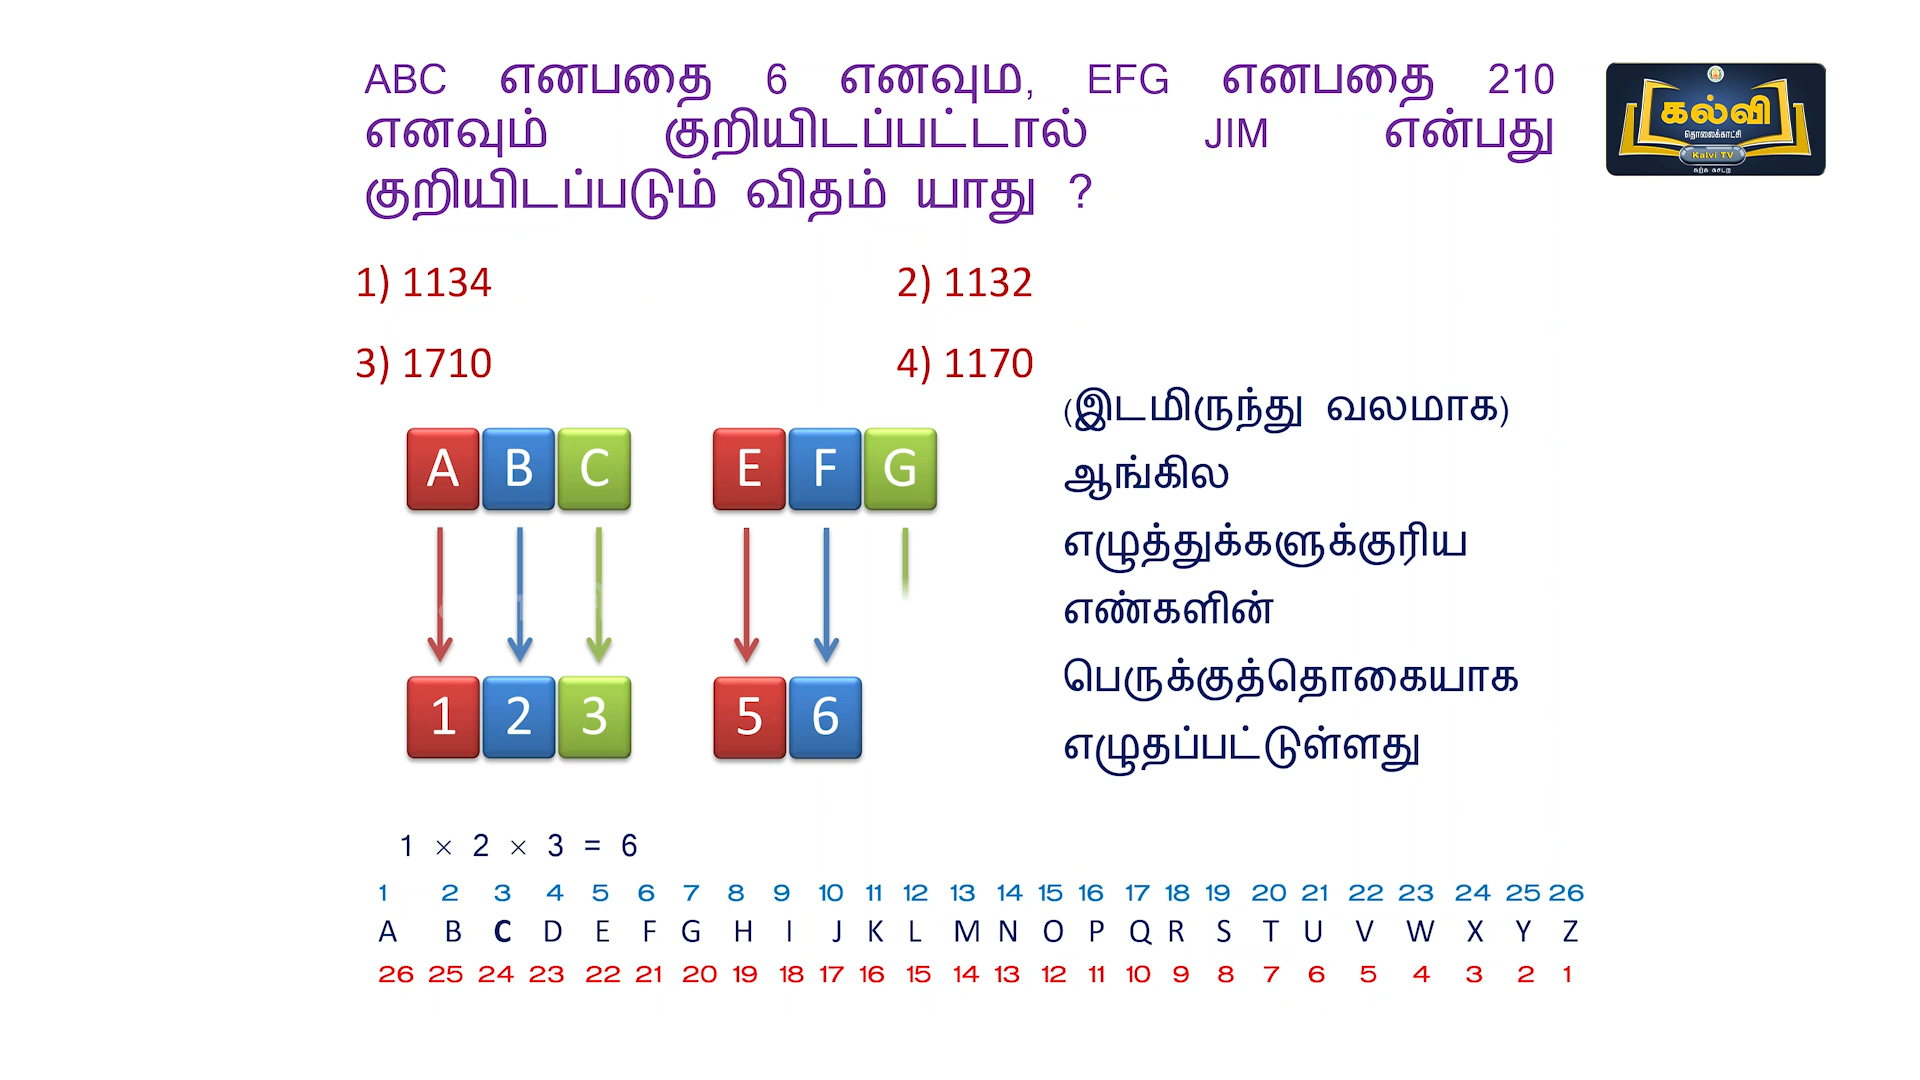 ABC எனபதை 6 எனவும, EFG எனபதை 210
எனவும் குறியிடப்பட்டால் JIM என்பது
குறியிடப்படும் விதம் யாது ?
கல்வி
தொலைக்காட்சி
Kalvi TV
கற்க கசடற
1) 1134 2) 1132
3) 1710 4) 1170
(இடமிருந்து வலமாக)
ஆங்கில
எழுத்துக்களுக்குரிய
எண்களின்
பெருக்குத்தொகையாக
எழுதப்பட்டுள்ளது
A B C E F G
1 2 3 5 6
1 × 2 × 3 = 6
1 2 3 4 5 6 7 8 9 10 11 12 13 14 15 16 17 18 19 20 21 22 23 24 25 26
A B C D E F G H I J K L M N O P Q R S T U V W X Y Z
26 25 24 23 22 21 20 19 18 17 16 15 14 13 12 11 10 9 8 7 6 5 4 3 2 1